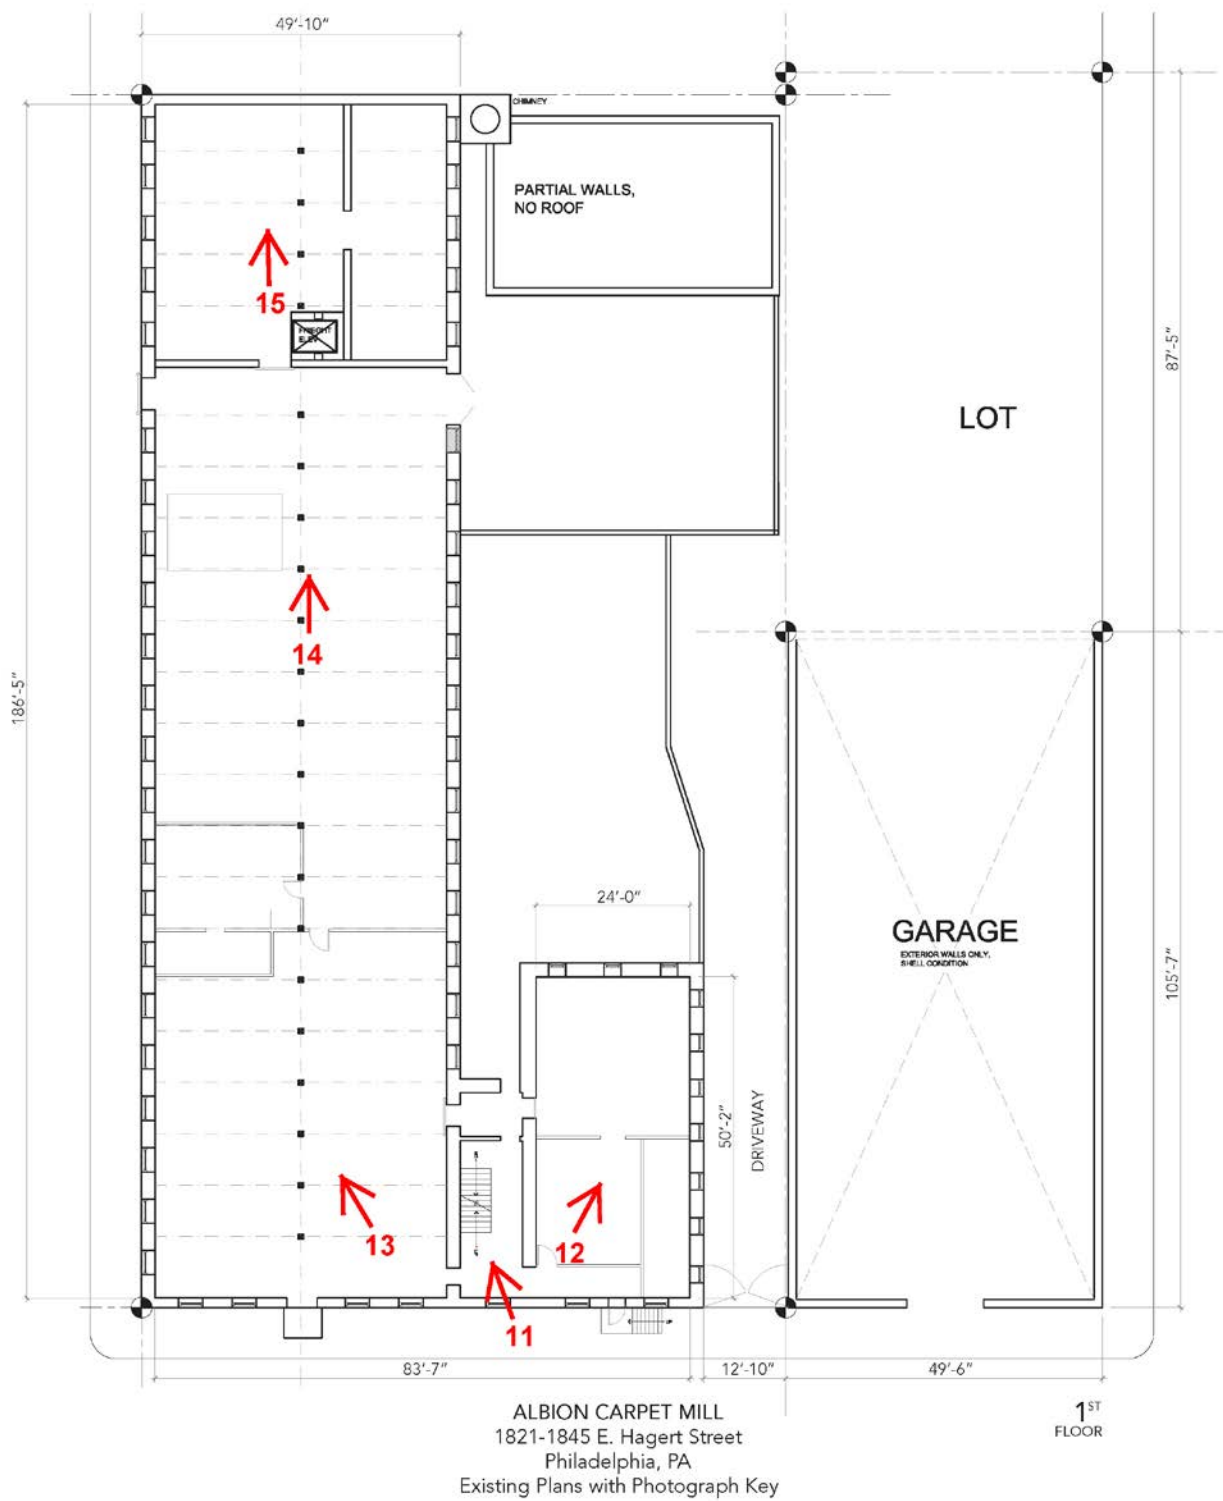 49'-10"
CHIMNEY
PARTIAL WALLS,
NO ROOF
15
FREIGHT
ELEV
87'-5"
LOT
14
186'-5"
24'-0"
GARAGE
EXTERIOR WALLS ONLY,
SHELL CONDITION
105'-7"
50'-2"
DRIVEWAY
13
12
11
83'-7"
12'-10"
49'-6"
ALBION CARPET MILL
1821-1845 E. Hagert Street
Philadelphia, PA
Existing Plans with Photograph Key
1ST
FLOOR